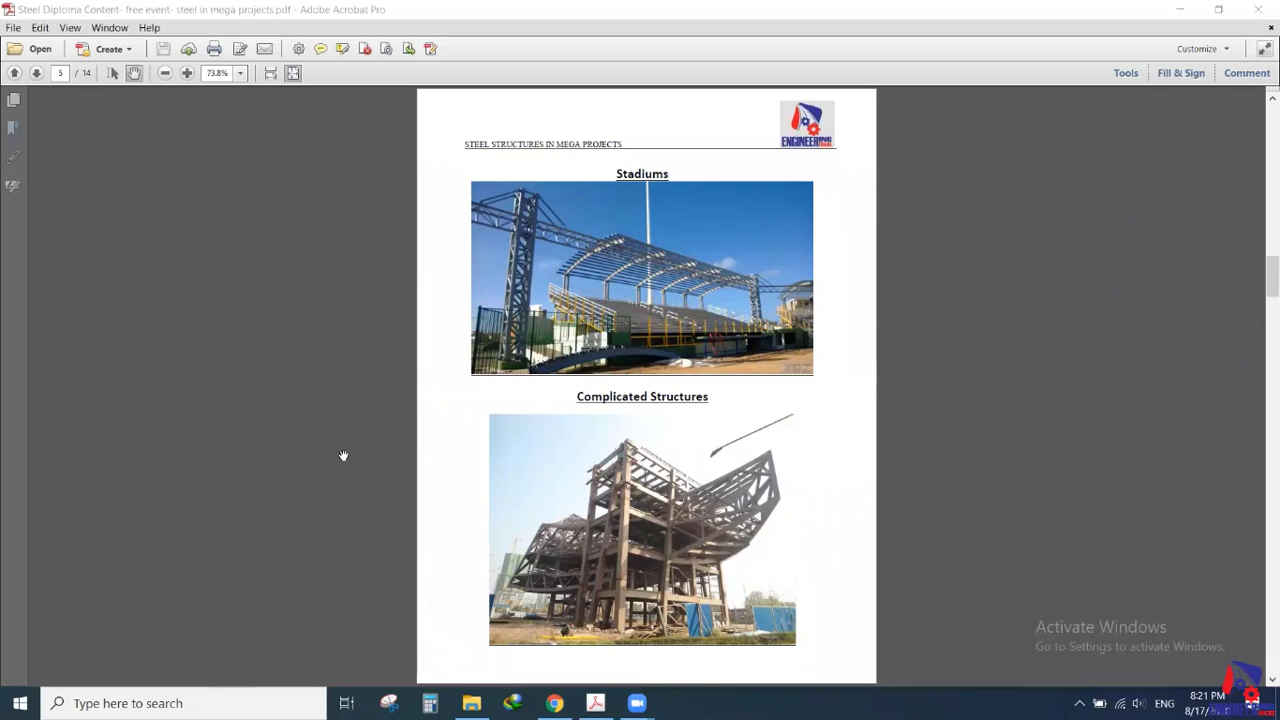 Steel Diploma Content- free event- steel in mega projects.pdf - Adobe Acrobat Pro
File Edit View Window Help
Open Create Customize
5 / 14 73.8% Tools Fill & Sign Comment
STEEL STRUCTURES IN MEGA PROJECTS
ENGINEERING
Stadiums
Complicated Structures
Activate Windows
Go to Settings to activate Windows.
Type here to search
ENG
8:21 PM